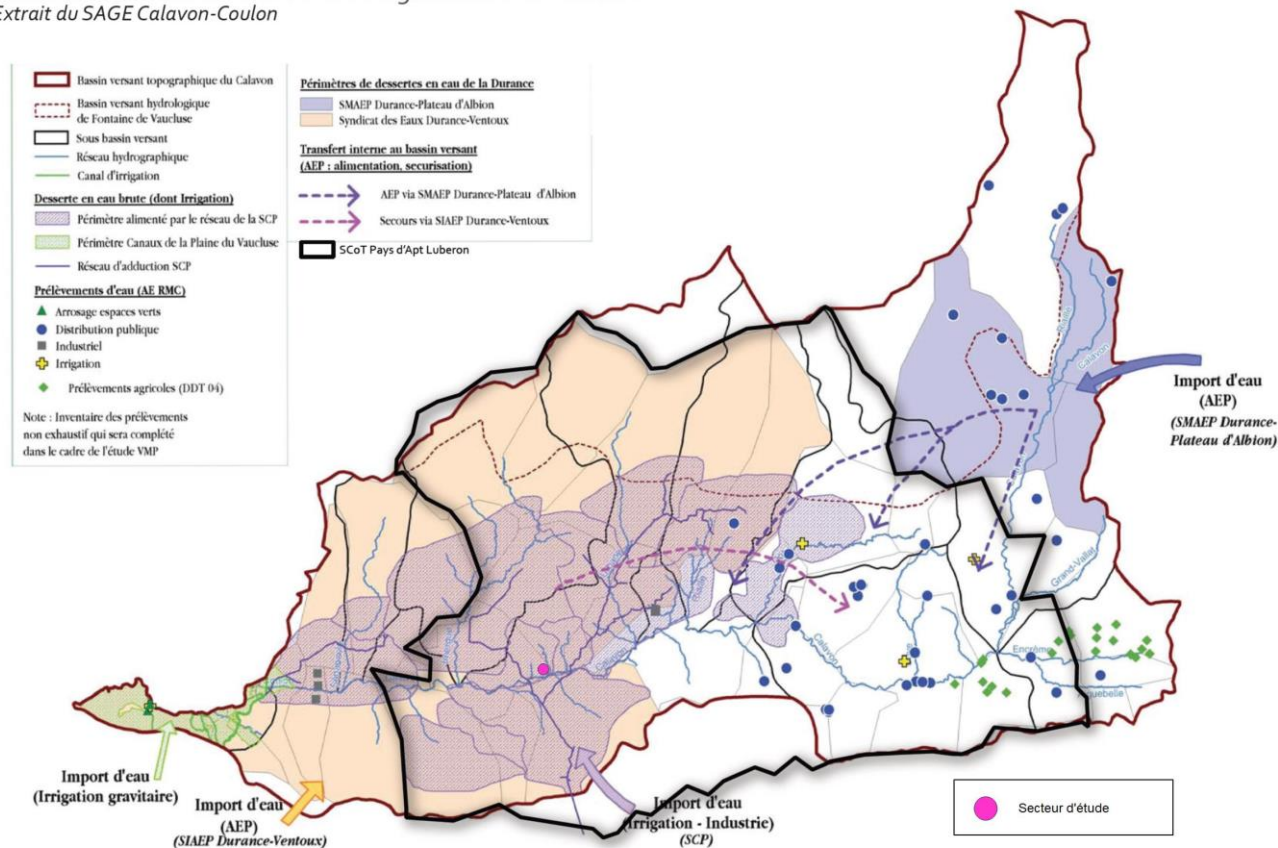 Extrait du SAGE Calavon-Coulon
Bassin versant topographique du Calavon
Bassin versant hydrologique
de Fontaine de Vaucluse
Sous bassin versant
Réseau hydrographique
Canal d'irrigation
Desserte en eau brute (dont Irrigation)
Périmètre alimenté par le réseau de la SCP
Périmètre Canaux de la Plaine du Vaucluse
Réseau d'adduction SCP
Prélèvements d'eau (AE RMC)
Arrosage espaces verts
Distribution publique
Industriel
Irrigation
Prélèvements agricoles (DDT 04)
Note : Inventaire des prélèvements
non exhaustif qui sera complété
dans le cadre de l'étude VMP
Périmètres de dessertes en eau de la Durance
SMAEP Durance-Plateau d'Albion
Syndicat des Eaux Durance-Ventoux
Transfert interne au bassin versant
(AEP : alimentation, securisation)
AEP via SMAEP Durance-Plateau d'Albion
Secours via SIAEP Durance-Ventoux
SCoT Pays d'Apt Luberon
Calavon
Import d'eau
(AEP)
(SMAEP Durance-
Plateau d'Albion)
Grand-Vallat
Calavon
Encrême
Import d'eau
(Irrigation gravitaire)
Import d'eau
(AEP)
(SIAEP Durance-Ventoux)
Import d'eau
(Irrigation - Industrie)
(SCP)
Secteur d'étude